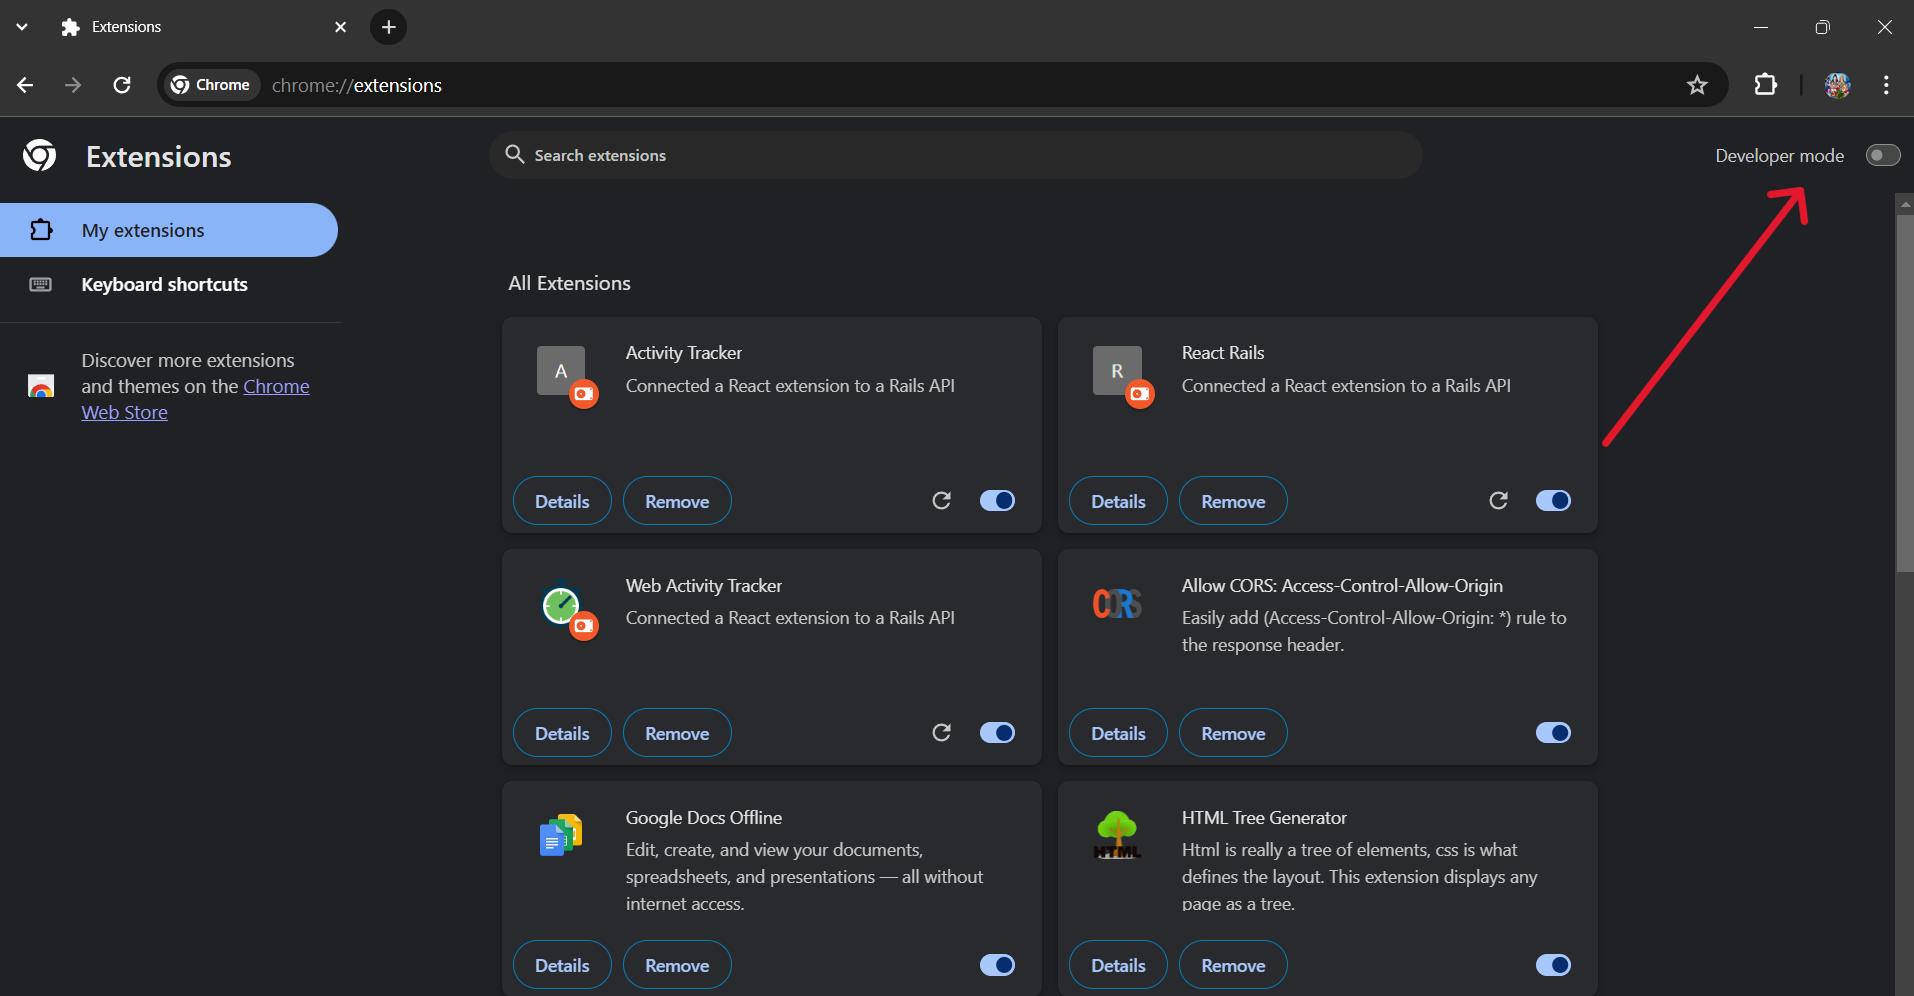 Extensions
Chrome chrome://extensions
Extensions
Search extensions
Developer mode
My extensions
Keyboard shortcuts
Discover more extensions
and themes on the Chrome
Web Store
All Extensions
A
Activity Tracker
Connected a React extension to a Rails API
Details Remove
R
React Rails
Connected a React extension to a Rails API
Details Remove
Web Activity Tracker
Connected a React extension to a Rails API
Details Remove
CORS
Allow CORS: Access-Control-Allow-Origin
Easily add (Access-Control-Allow-Origin: *) rule to
the response header.
Details Remove
Google Docs Offline
Edit, create, and view your documents,
spreadsheets, and presentations — all without
internet access.
Details Remove
HTML
HTML Tree Generator
Html is really a tree of elements, css is what
defines the layout. This extension displays any
page as a tree.
Details Remove